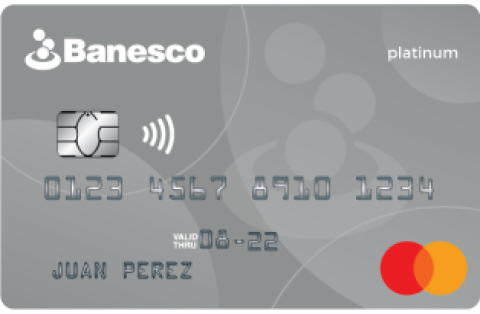 Banesco
platinum
0123 4567 8910 1234
VALID
THRU 08-22
JUAN PEREZ